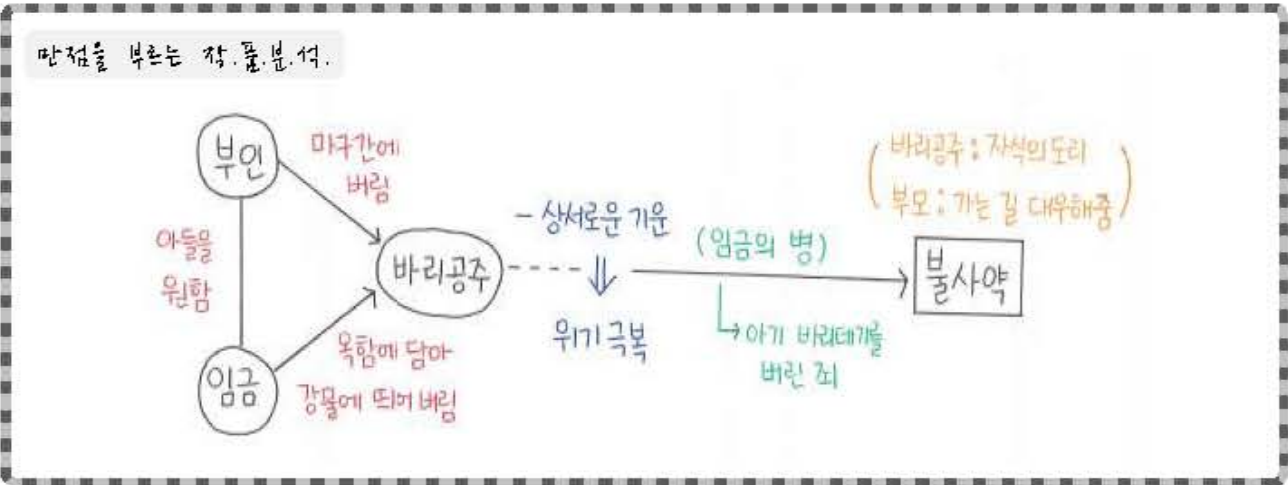 만점을 부르는 작.품.분.석.
부인
마구간에
버림
아들을
원함
임금
옥함에 담아
강물에 띄어 버림
바리공주
- 상서로운 기운
위기 극복
(임금의 병)
아기 바리데기를
버린 죄
바리공주 : 자식의 도리
부모 : 가는 길 대우해줌
불사약